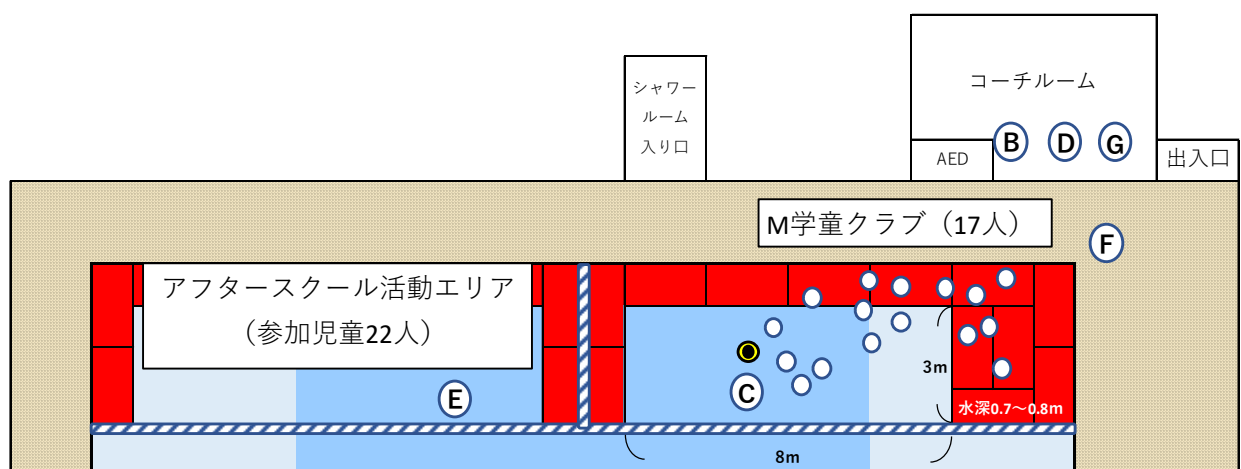 シャワー
ルーム
入り口
コーチルーム
AED
B
D
G
出入口
M学童クラブ（17人）
F
アフタースクール活動エリア
（参加児童22人）
E
C
3m
水深0.7～0.8m
8m